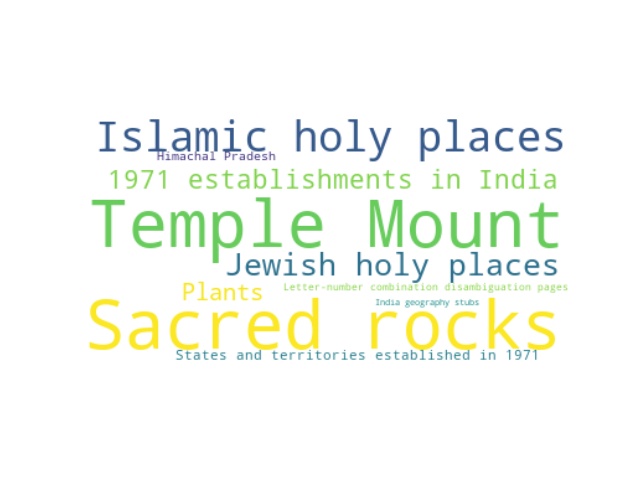 Islamic holy places
Himachal Pradesh
1971 establishments in India
Temple Mount
Jewish holy places
Letter-number combination disambiguation pages
Plants
India geography stubs
Sacred rocks
States and territories established in 1971